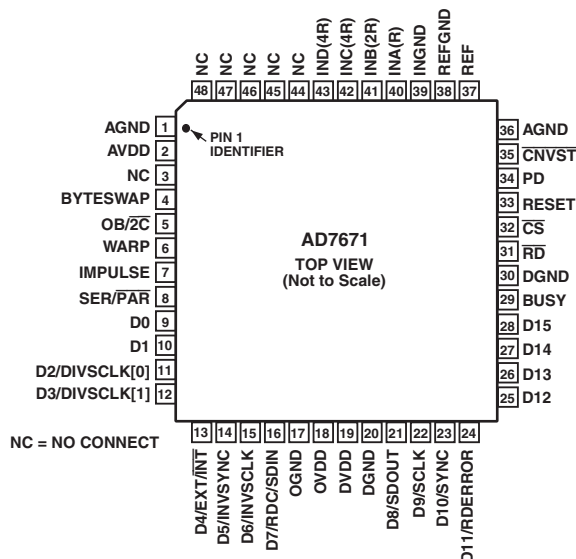 NC
NC
NC
NC
NC
IND(4R)
INC(4R)
INB(2R)
INA(R)
INGND
REFGND
REF
48 47 46 45 44 43 42 41 40 39 38 37
AGND 1
AVDD 2
NC 3
BYTESWAP 4
OB/2C 5
WARP 6
IMPULSE 7
SER/PAR 8
D0 9
D1 10
D2/DIVSCLK[0] 11
D3/DIVSCLK[1] 12
PIN 1
IDENTIFIER
AD7671
TOP VIEW
(Not to Scale)
36 AGND
35 CNVST
34 PD
33 RESET
32 CS
31 RD
30 DGND
29 BUSY
28 D15
27 D14
26 D13
25 D12
13 14 15 16 17 18 19 20 21 22 23 24
D4/EXT/INT
D5/INVSYNC
D6/INVSCLK
D7/RDC/SDIN
OGND
OVDD
DVDD
DGND
D8/SDOUT
D9/SCLK
D10/SYNC
D11/RDERROR
NC = NO CONNECT